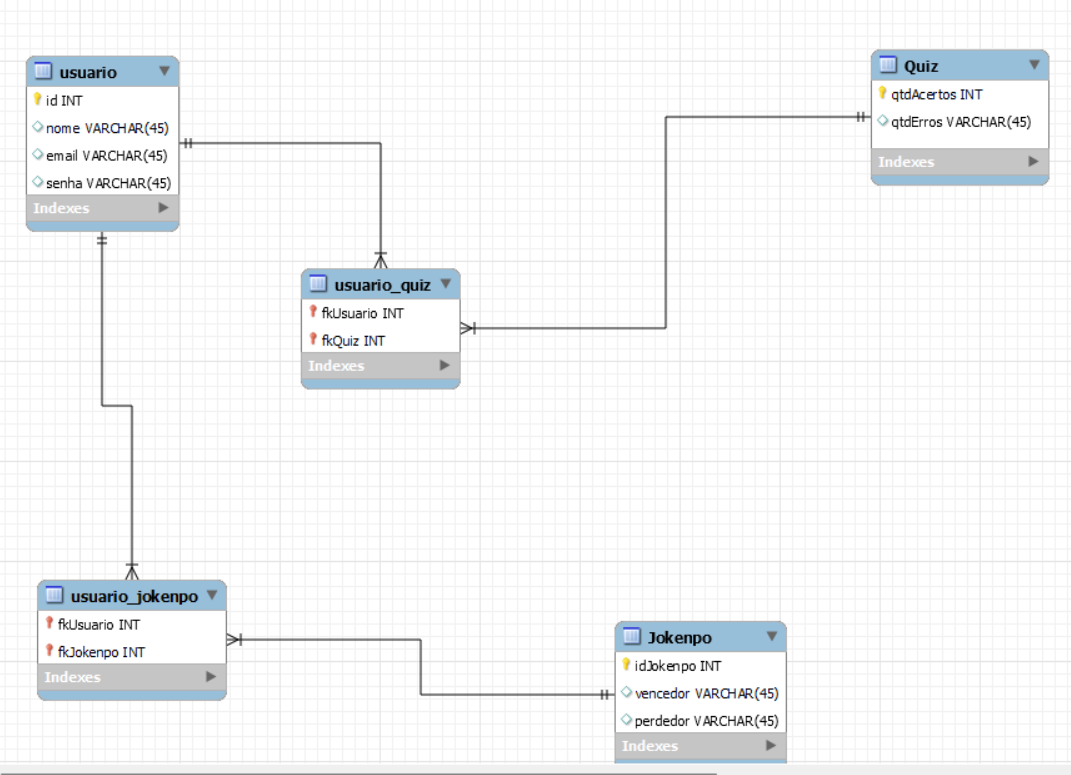 usuario
id INT
nome VARCHAR(45)
email VARCHAR(45)
senha VARCHAR(45)
Indexes
Quiz
qtdAcertos INT
qtdErros VARCHAR(45)
Indexes
usuario_quiz
fkUsuario INT
fkQuiz INT
Indexes
usuario_jokenpo
fkUsuario INT
fkJokenpo INT
Indexes
Jokenpo
idJokenpo INT
vencedor VARCHAR(45)
perdedor VARCHAR(45)
Indexes